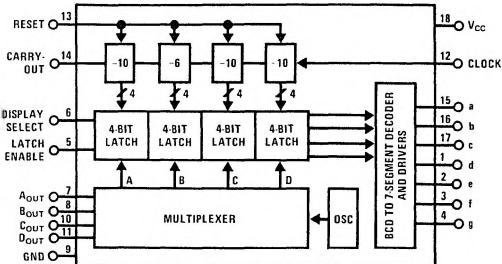 RESET 13
CARRY-OUT 14
DISPLAY SELECT 6
LATCH ENABLE 5
AOUT 7
BOUT 8
COUT 10
DOUT 11
GND 9
−10 −6 −10 −10
4 4 4 4
4-BIT LATCH 4-BIT LATCH 4-BIT LATCH 4-BIT LATCH
A B C D
MULTIPLEXER
OSC
BCD TO 7-SEGMENT DECODER AND DRIVERS
18 VCC
12 CLOCK
15 a
16 b
17 c
1 d
2 e
3 f
4 g